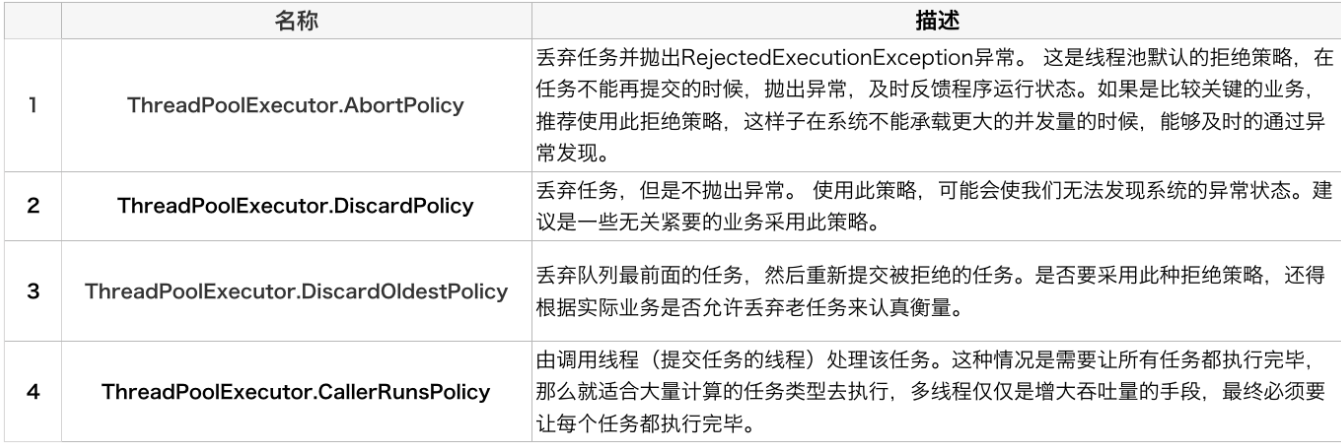 名称 描述
丢弃任务并抛出RejectedExecutionException异常。 这是线程池默认的拒绝策略，在
任务不能再提交的时候，抛出异常，及时反馈程序运行状态。如果是比较关键的业务，
1 ThreadPoolExecutor.AbortPolicy
推荐使用此拒绝策略，这样子在系统不能承载更大的并发量的时候，能够及时的通过异
常发现。
2 ThreadPoolExecutor.DiscardPolicy
丢弃任务，但是不抛出异常。 使用此策略，可能会使我们无法发现系统的异常状态。建
议是一些无关紧要的业务采用此策略。
3 ThreadPoolExecutor.DiscardOldestPolicy
丢弃队列最前面的任务，然后重新提交被拒绝的任务。是否要采用此种拒绝策略，还得
根据实际业务是否允许丢弃老任务来认真衡量。
4 ThreadPoolExecutor.CallerRunsPolicy
由调用线程（提交任务的线程）处理该任务。这种情况是需要让所有任务都执行完毕，
那么就适合大量计算的任务类型去执行，多线程仅仅是增大吞吐量的手段，最终必须要
让每个任务都执行完毕。